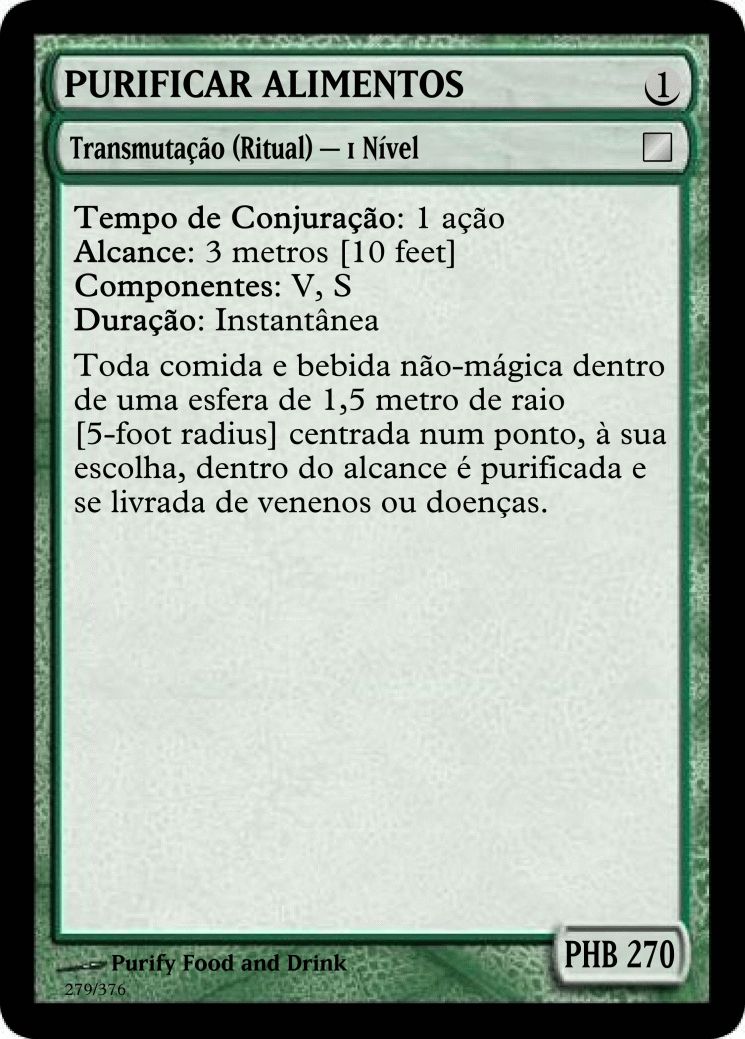 PURIFICAR ALIMENTOS 1
Transmutação (Ritual) — 1 Nível
Tempo de Conjuração: 1 ação
Alcance: 3 metros [10 feet]
Componentes: V, S
Duração: Instantânea
Toda comida e bebida não-mágica dentro
de uma esfera de 1,5 metro de raio
[5-foot radius] centrada num ponto, à sua
escolha, dentro do alcance é purificada e
se livrada de venenos ou doenças.
PHB 270
Purify Food and Drink
279/376